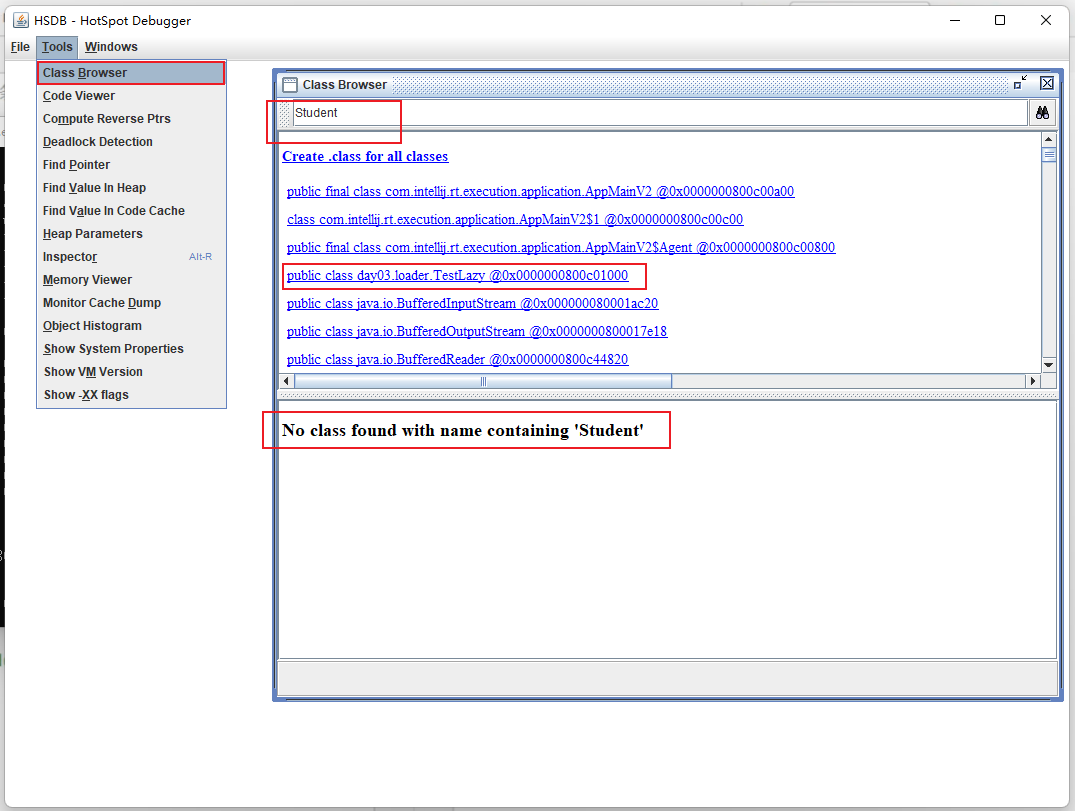 HSDB - HotSpot Debugger
File Tools Windows
Class Browser
Code Viewer
Compute Reverse Ptrs
Deadlock Detection
Find Pointer
Find Value In Heap
Find Value In Code Cache
Heap Parameters
Inspector Alt-R
Memory Viewer
Monitor Cache Dump
Object Histogram
Show System Properties
Show VM Version
Show -XX flags
Class Browser
Student
Create .class for all classes
public final class com.intellij.rt.execution.application.AppMainV2 @0x0000000800c00a00
class com.intellij.rt.execution.application.AppMainV2$1 @0x0000000800c00c00
public final class com.intellij.rt.execution.application.AppMainV2$Agent @0x0000000800c00800
public class day03.loader.TestLazy @0x0000000800c01000
public class java.io.BufferedInputStream @0x000000080001ac20
public class java.io.BufferedOutputStream @0x0000000800017e18
public class java.io.BufferedReader @0x0000000800c44820
No class found with name containing 'Student'